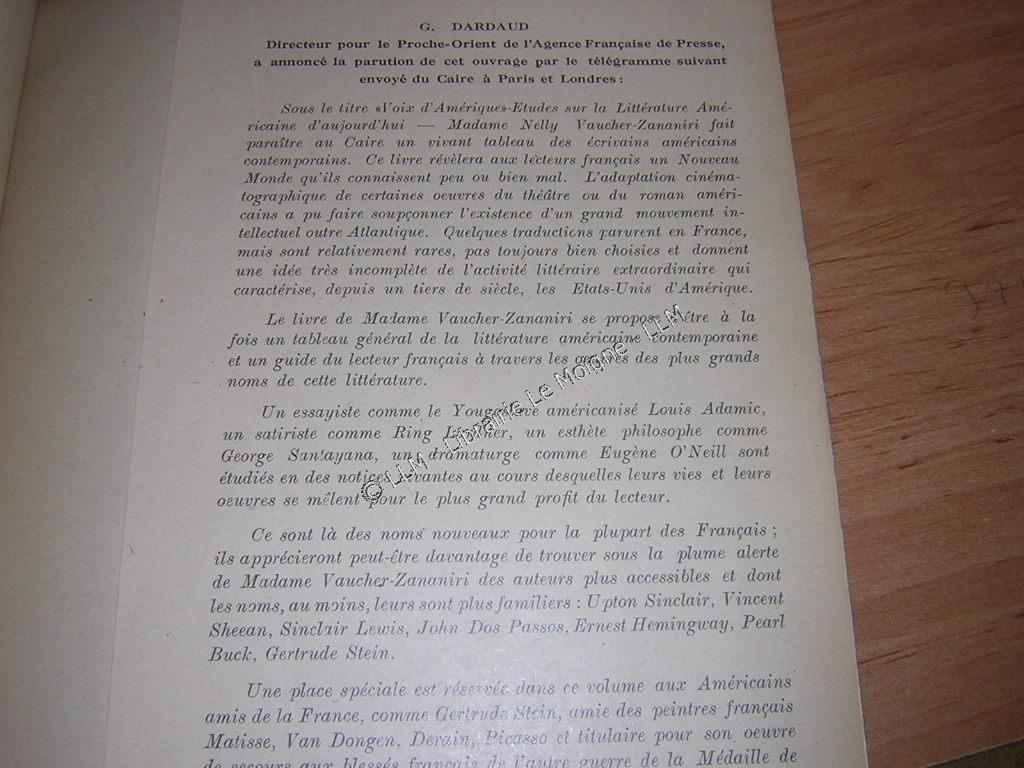 G. DARDAUD
Directeur pour le Proche-Orient de l'Agence Française de Presse,
a annoncé la parution de cet ouvrage par le télégramme suivant
envoyé du Caire à Paris et Londres :
Sous le titre «Voix d'Amérique»-Etudes sur la Littérature Amé-
ricaine d'aujourd'hui — Madame Nelly Vaucher-Zananiri fait
paraître au Caire un vivant tableau des écrivains américains
contemporains. Ce livre révèlera aux lecteurs français un Nouveau
Monde qu'ils connaissent peu ou bien mal. L'adaptation cinéma-
tographique de certaines oeuvres du théâtre ou du roman améri-
cains a pu faire soupçonner l'existence d'un grand mouvement in-
tellectuel outre Atlantique. Quelques traductions parurent en France,
mais sont relativement rares, pas toujours bien choisies et donnent
une idée très incomplète de l'activité littéraire extraordinaire qui
caractérise, depuis un tiers de siècle, les Etats-Unis d'Amérique.
Le livre de Madame Vaucher-Zananiri se propose d'être à la
fois un tableau général de la littérature américaine contemporaine
et un guide du lecteur français à travers les oeuvres des plus grands
noms de cette littérature.
Un essayiste comme le Yougoslave américanisé Louis Adamic,
un satiriste comme Ring Lardner, un esthète philosophe comme
George Santayana, un dramaturge comme Eugène O'Neill sont
étudiés en des notices vivantes au cours desquelles leurs vies et leurs
oeuvres se mêlent pour le plus grand profit du lecteur.
Ce sont là des noms nouveaux pour la plupart des Français ;
ils apprécieront peut-être davantage de trouver sous la plume alerte
de Madame Vaucher-Zananiri des auteurs plus accessibles et dont
les noms, au moins, leurs sont plus familiers : Upton Sinclair, Vincent
Sheean, Sinclair Lewis, John Dos Passos, Ernest Hemingway, Pearl
Buck, Gertrude Stein.
Une place spéciale est réservée dans ce volume aux Américains
amis de la France, comme Gertrude Stein, amie des peintres français
Matisse, Van Dongen, Derain, Picasso et titulaire pour son oeuvre
de secours aux blessés français de l'autre guerre de la Médaille de
© LLM - Librairie Le Moigne - LLM